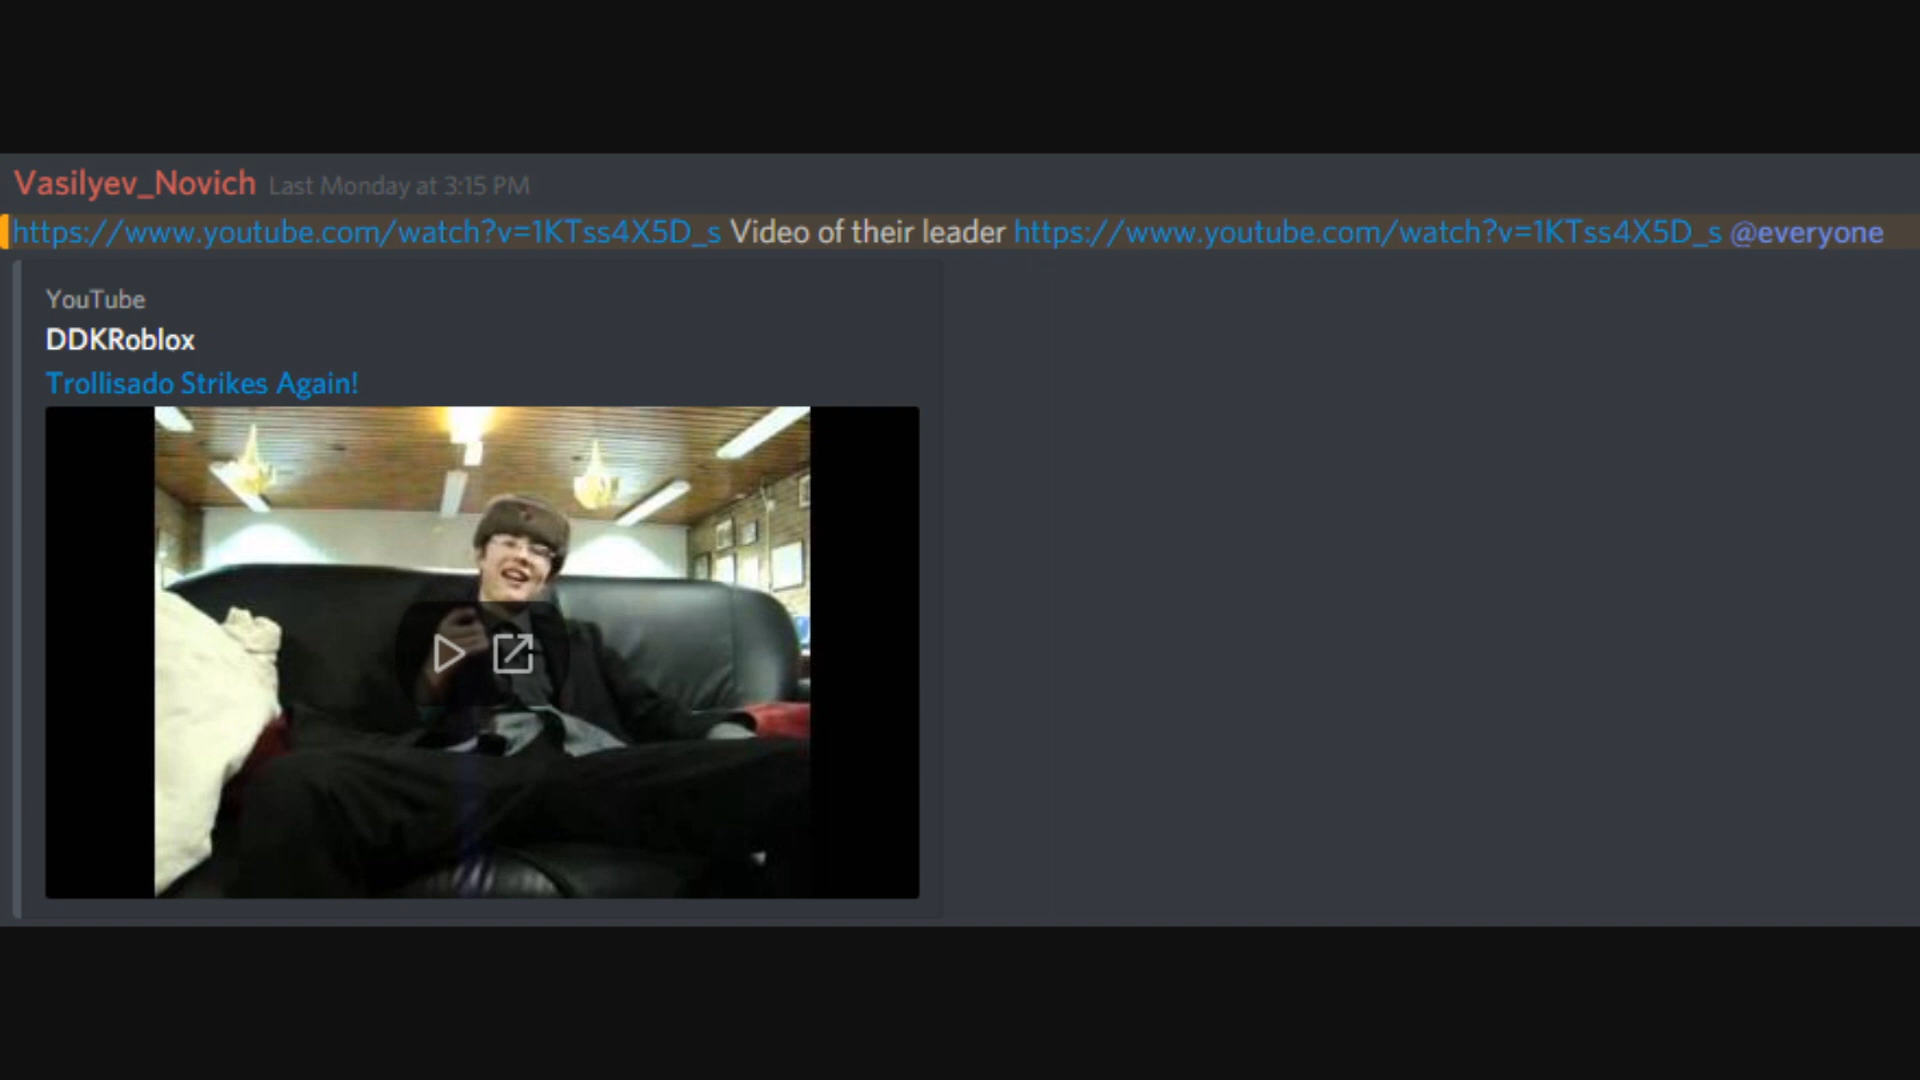 Vasilyev_Novich Last Monday at 3:15 PM
https://www.youtube.com/watch?v=1KTss4X5D_s Video of their leader https://www.youtube.com/watch?v=1KTss4X5D_s @everyone
YouTube
DDKRoblox
Trollisado Strikes Again!